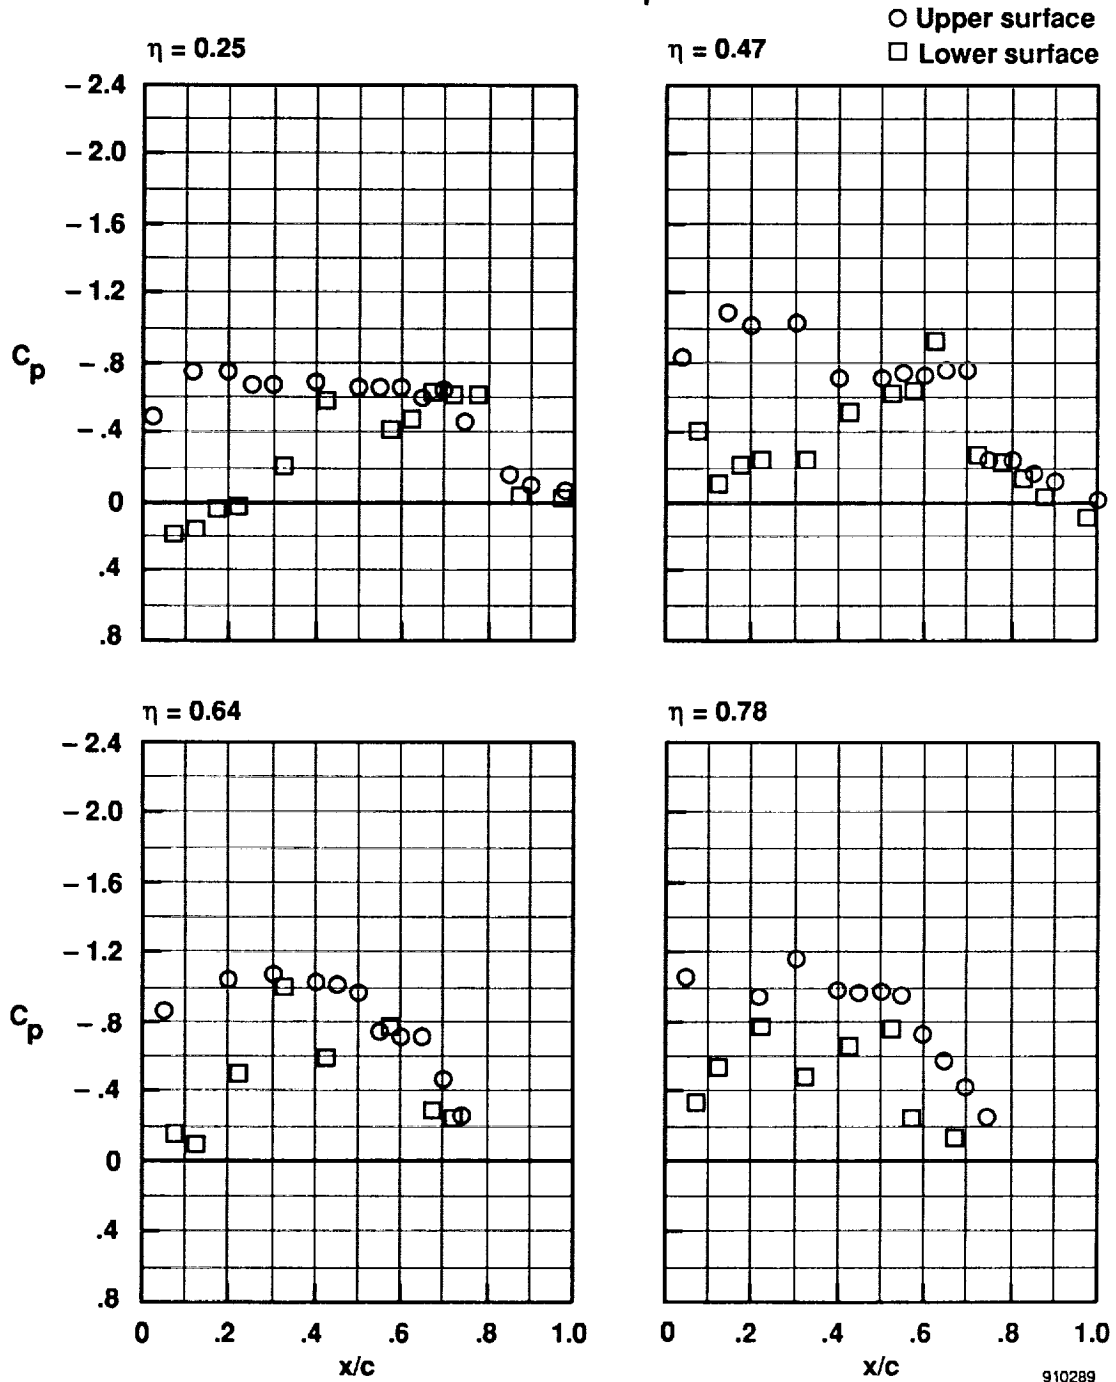 ○ Upper surface
□ Lower surface
η = 0.25
η = 0.47
– 2.4
– 2.0
– 1.6
– 1.2
– .8
– .4
0
.4
.8
Cp
η = 0.64
η = 0.78
– 2.4
– 2.0
– 1.6
– 1.2
– .8
– .4
0
.4
.8
Cp
0 .2 .4 .6 .8 1.0
x/c
0 .2 .4 .6 .8 1.0
x/c
910289